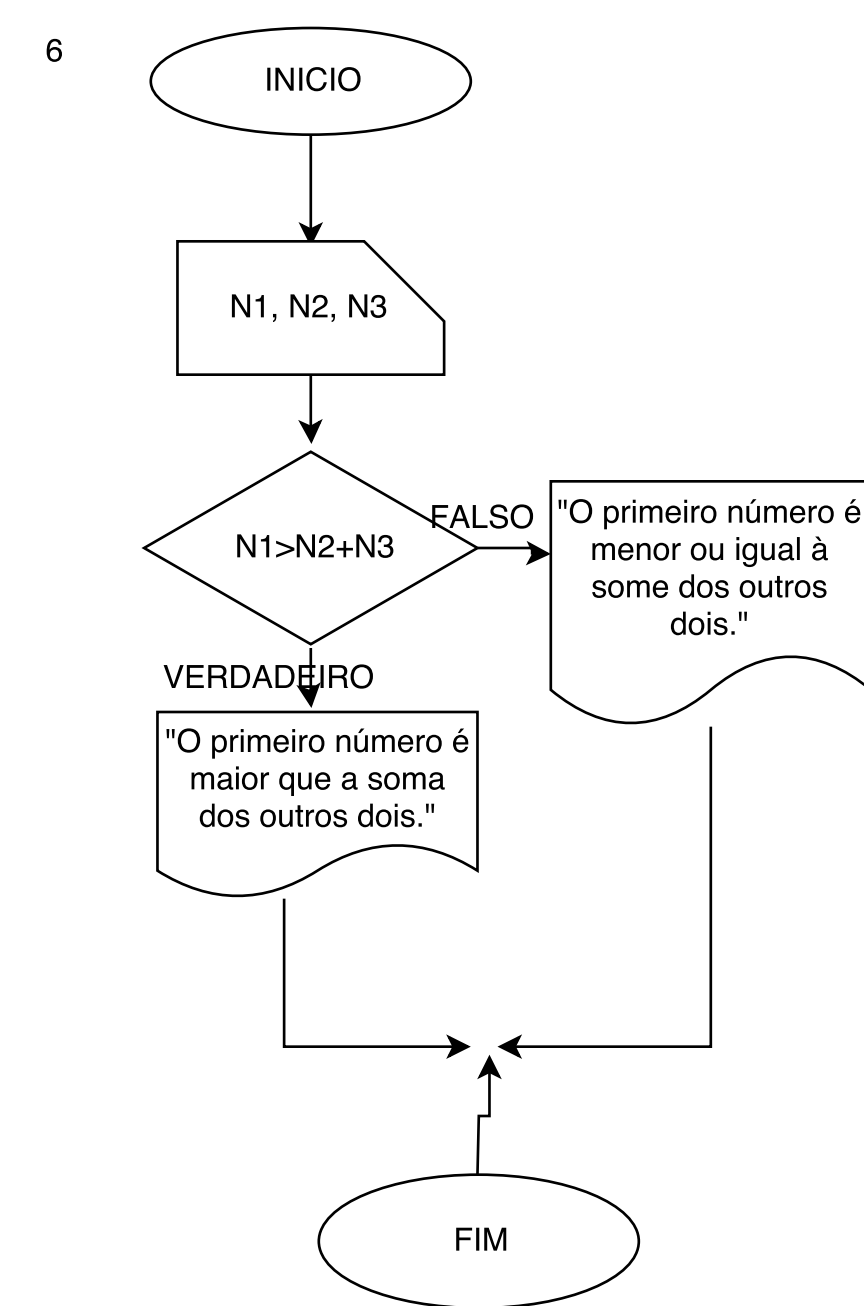 6
INICIO
N1, N2, N3
N1>N2+N3
FALSO
"O primeiro número é
menor ou igual à
some dos outros
dois."
VERDADEIRO
"O primeiro número é
maior que a soma
dos outros dois."
FIM